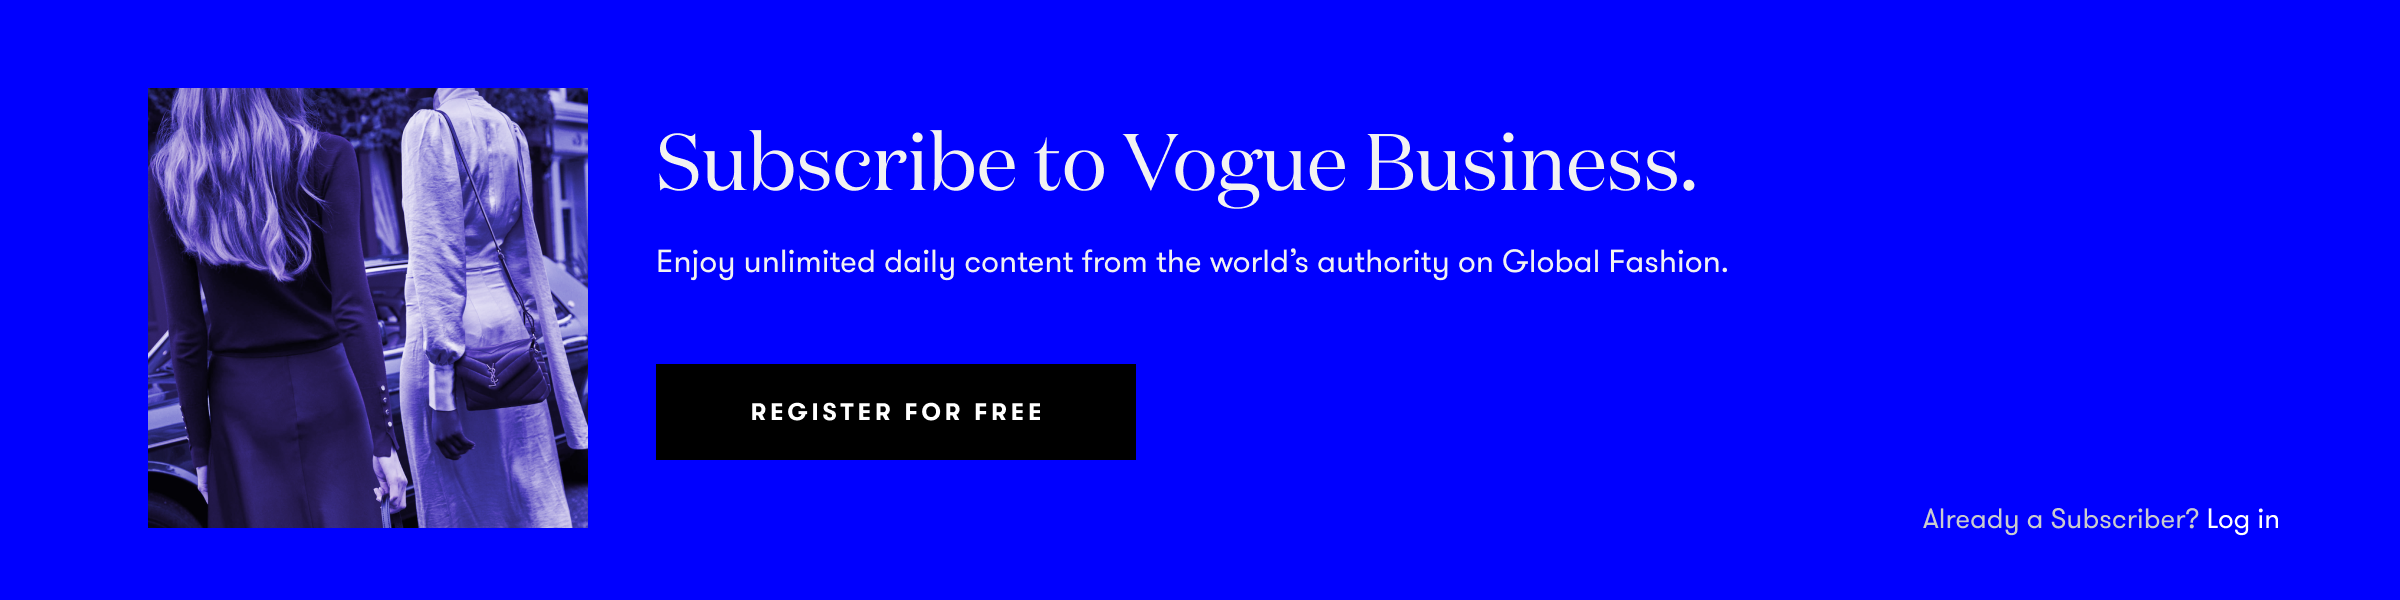 Subscribe to Vogue Business.
Enjoy unlimited daily content from the world’s authority on Global Fashion.
REGISTER FOR FREE
Already a Subscriber? Log in